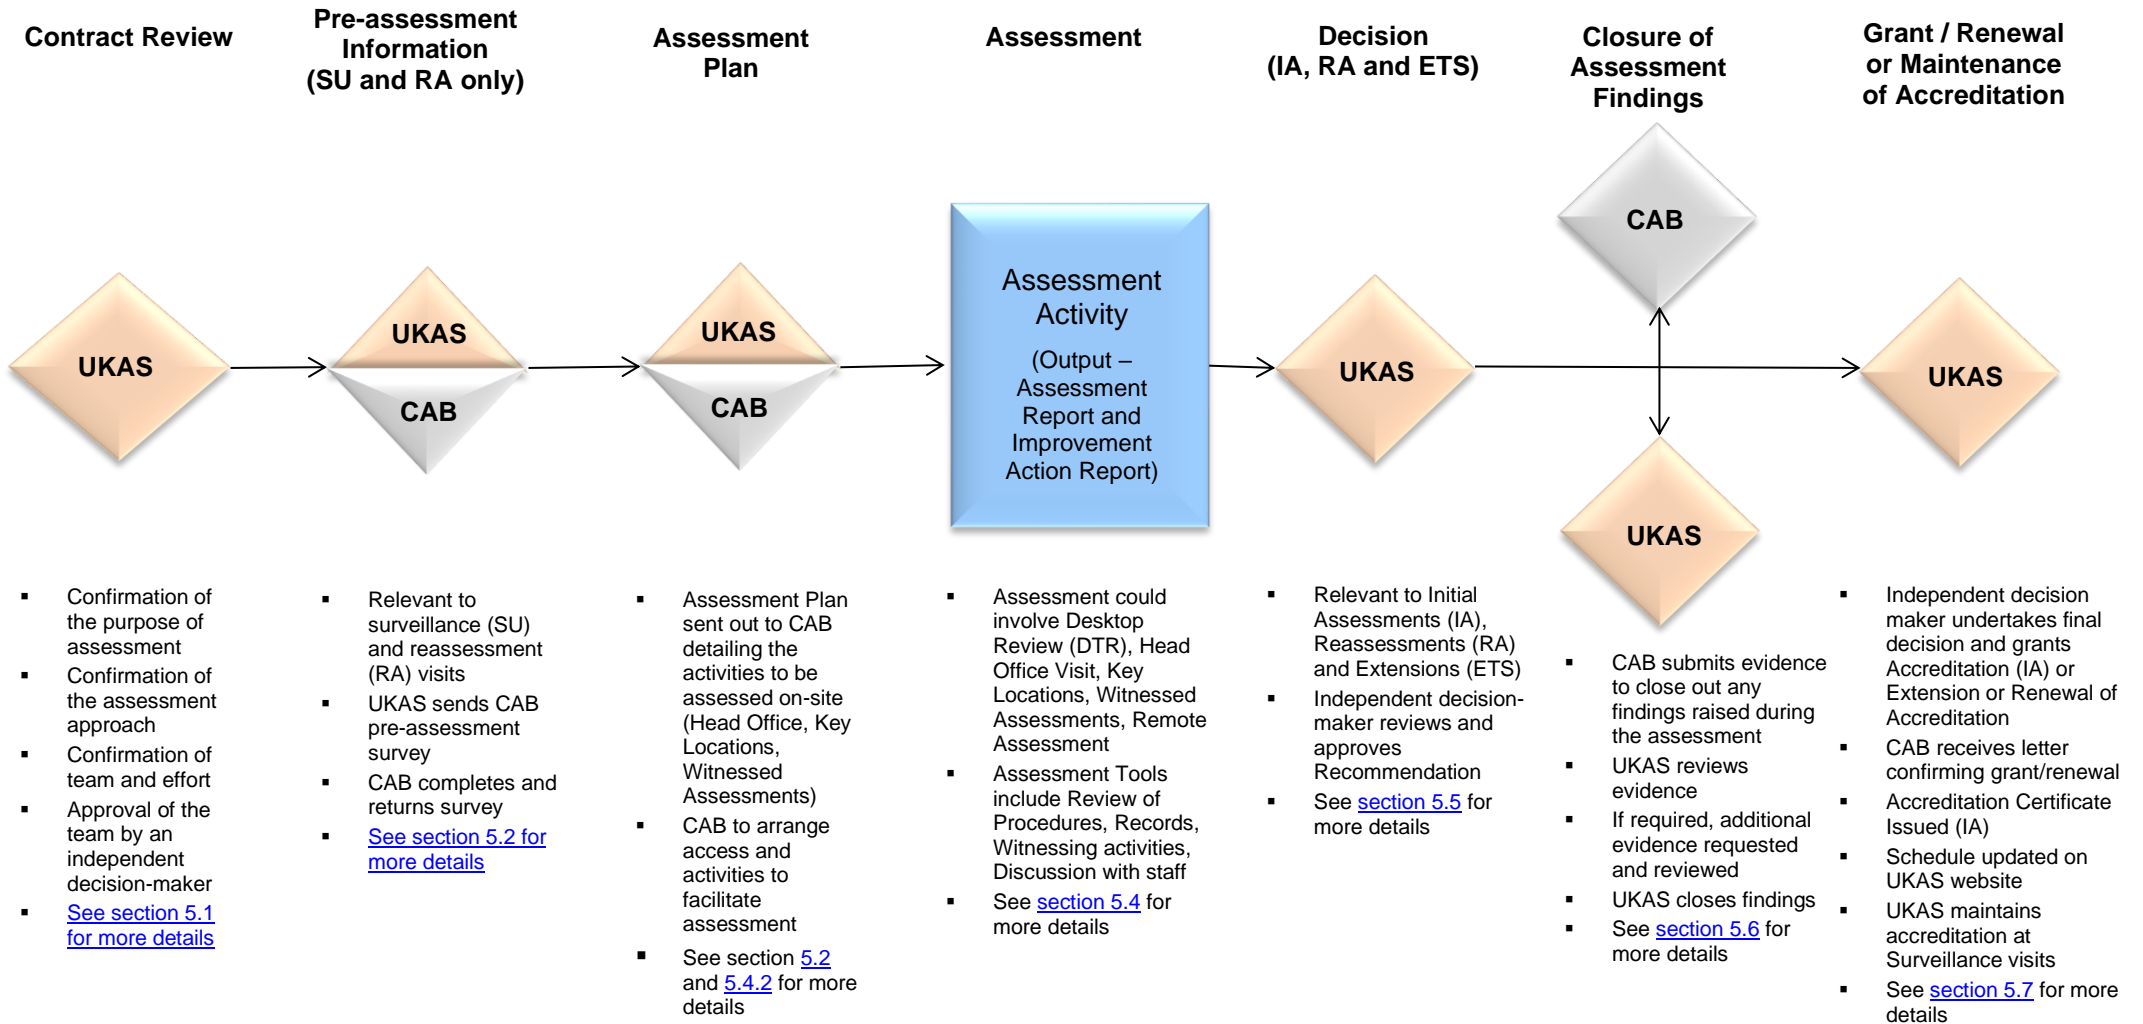 Contract Review
Pre-assessment
Information
(SU and RA only)
Assessment
Plan
Assessment
Decision
(IA, RA and ETS)
Closure of
Assessment
Findings
Grant / Renewal
or Maintenance
of Accreditation
UKAS
UKAS
CAB
UKAS
CAB
Assessment
Activity
(Output –
Assessment
Report and
Improvement
Action Report)
UKAS
CAB
UKAS
UKAS
▪ Confirmation of
the purpose of
assessment
▪ Confirmation of
the assessment
approach
▪ Confirmation of
team and effort
▪ Approval of the
team by an
independent
decision-maker
▪ See section 5.1
for more details
▪ Relevant to
surveillance (SU)
and reassessment
(RA) visits
▪ UKAS sends CAB
pre-assessment
survey
▪ CAB completes and
returns survey
▪ See section 5.2 for
more details
▪ Assessment Plan
sent out to CAB
detailing the
activities to be
assessed on-site
(Head Office, Key
Locations,
Witnessed
Assessments)
▪ CAB to arrange
access and
activities to
facilitate
assessment
▪ See section 5.2
and 5.4.2 for more
details
▪ Assessment could
involve Desktop
Review (DTR), Head
Office Visit, Key
Locations, Witnessed
Assessments, Remote
Assessment
▪ Assessment Tools
include Review of
Procedures, Records,
Witnessing activities,
Discussion with staff
▪ See section 5.4 for
more details
▪ Relevant to Initial
Assessments (IA),
Reassessments (RA)
and Extensions (ETS)
▪ Independent decision-
maker reviews and
approves
Recommendation
▪ See section 5.5 for
more details
▪ CAB submits evidence
to close out any
findings raised during
the assessment
▪ UKAS reviews
evidence
▪ If required, additional
evidence requested
and reviewed
▪ UKAS closes findings
▪ See section 5.6 for
more details
▪ Independent decision
maker undertakes final
decision and grants
Accreditation (IA) or
Extension or Renewal of
Accreditation
▪ CAB receives letter
confirming grant/renewal
▪ Accreditation Certificate
Issued (IA)
▪ Schedule updated on
UKAS website
▪ UKAS maintains
accreditation at
Surveillance visits
▪ See section 5.7 for more
details